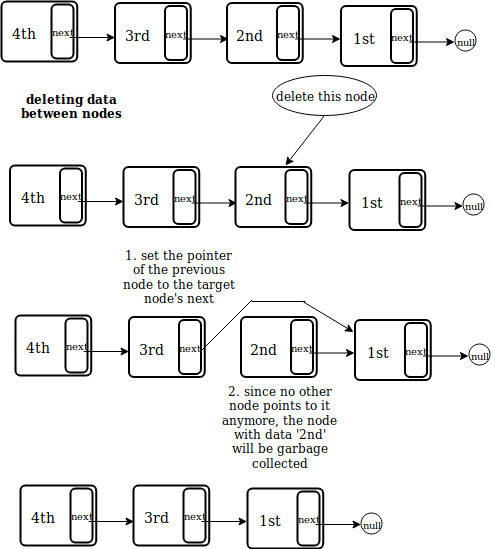 4th next 3rd next 2nd next 1st next null
deleting data
between nodes
delete this node
4th next 3rd next 2nd next 1st next null
1. set the pointer
of the previous
node to the target
node's next
4th next 3rd next 2nd next 1st next null
2. since no other
node points to it
anymore, the node
with data '2nd'
will be garbage
collected
4th next 3rd next 1st next null